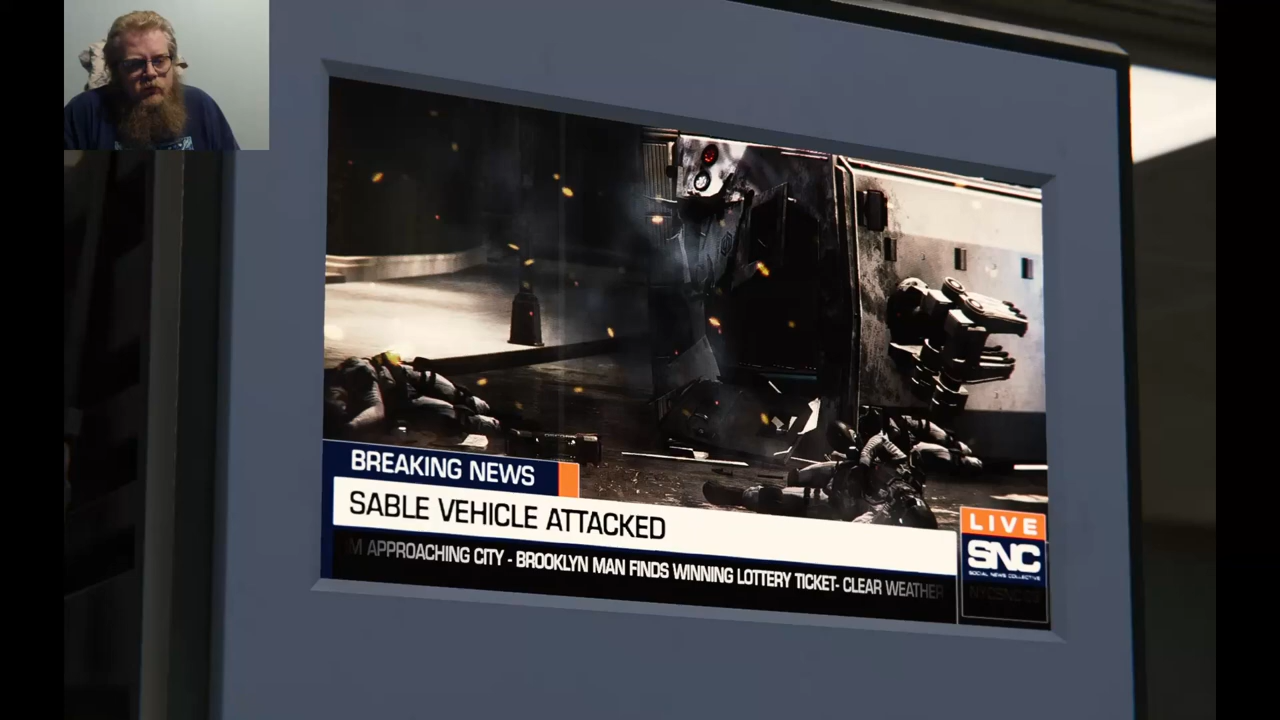 BREAKING NEWS
SABLE VEHICLE ATTACKED
M APPROACHING CITY - BROOKLYN MAN FINDS WINNING LOTTERY TICKET- CLEAR WEATHER
LIVE
SNC
SOCIAL NEWS COLLECTIVE